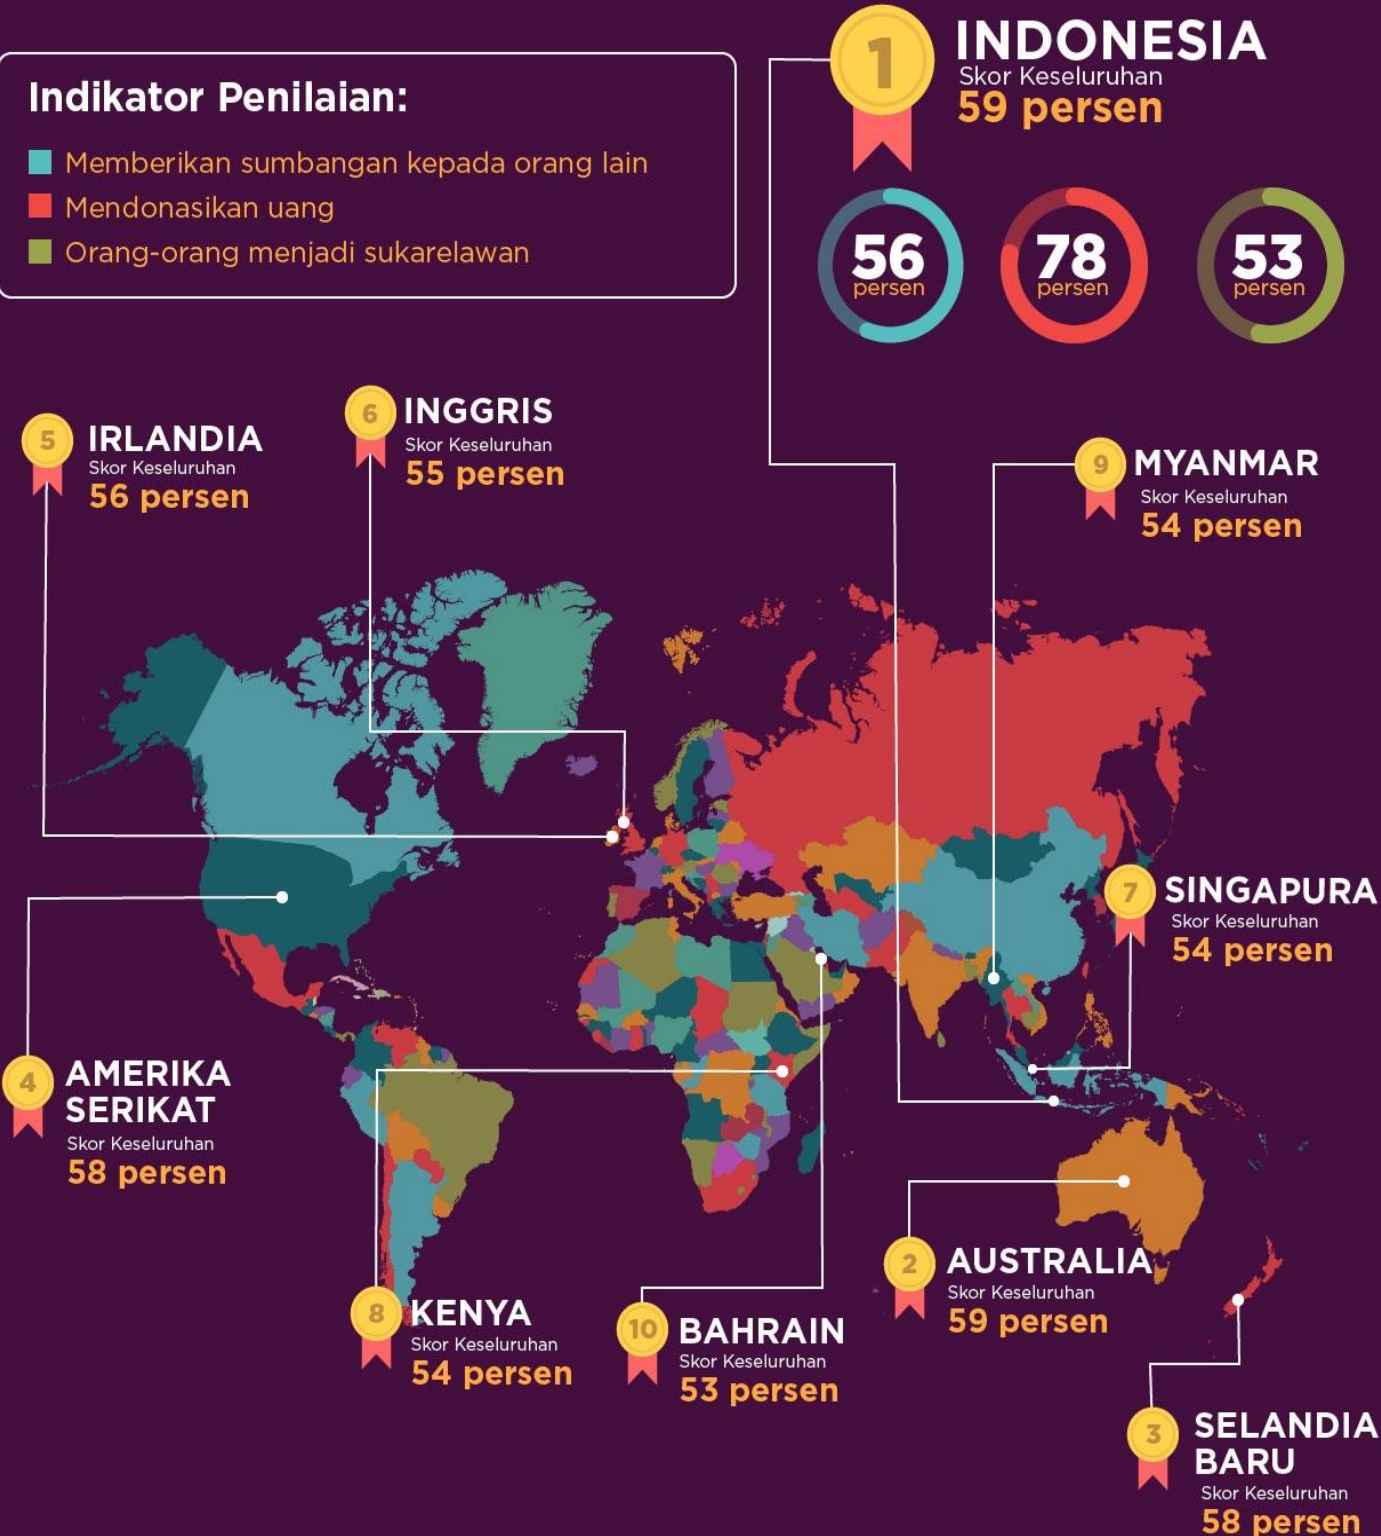 Indikator Penilaian:
Memberikan sumbangan kepada orang lain
Mendonasikan uang
Orang-orang menjadi sukarelawan
1
INDONESIA
Skor Keseluruhan
59 persen
56
persen
78
persen
53
persen
5
IRLANDIA
Skor Keseluruhan
56 persen
6
INGGRIS
Skor Keseluruhan
55 persen
9
MYANMAR
Skor Keseluruhan
54 persen
7
SINGAPURA
Skor Keseluruhan
54 persen
4
AMERIKA
SERIKAT
Skor Keseluruhan
58 persen
8
KENYA
Skor Keseluruhan
54 persen
10
BAHRAIN
Skor Keseluruhan
53 persen
2
AUSTRALIA
Skor Keseluruhan
59 persen
3
SELANDIA
BARU
Skor Keseluruhan
58 persen